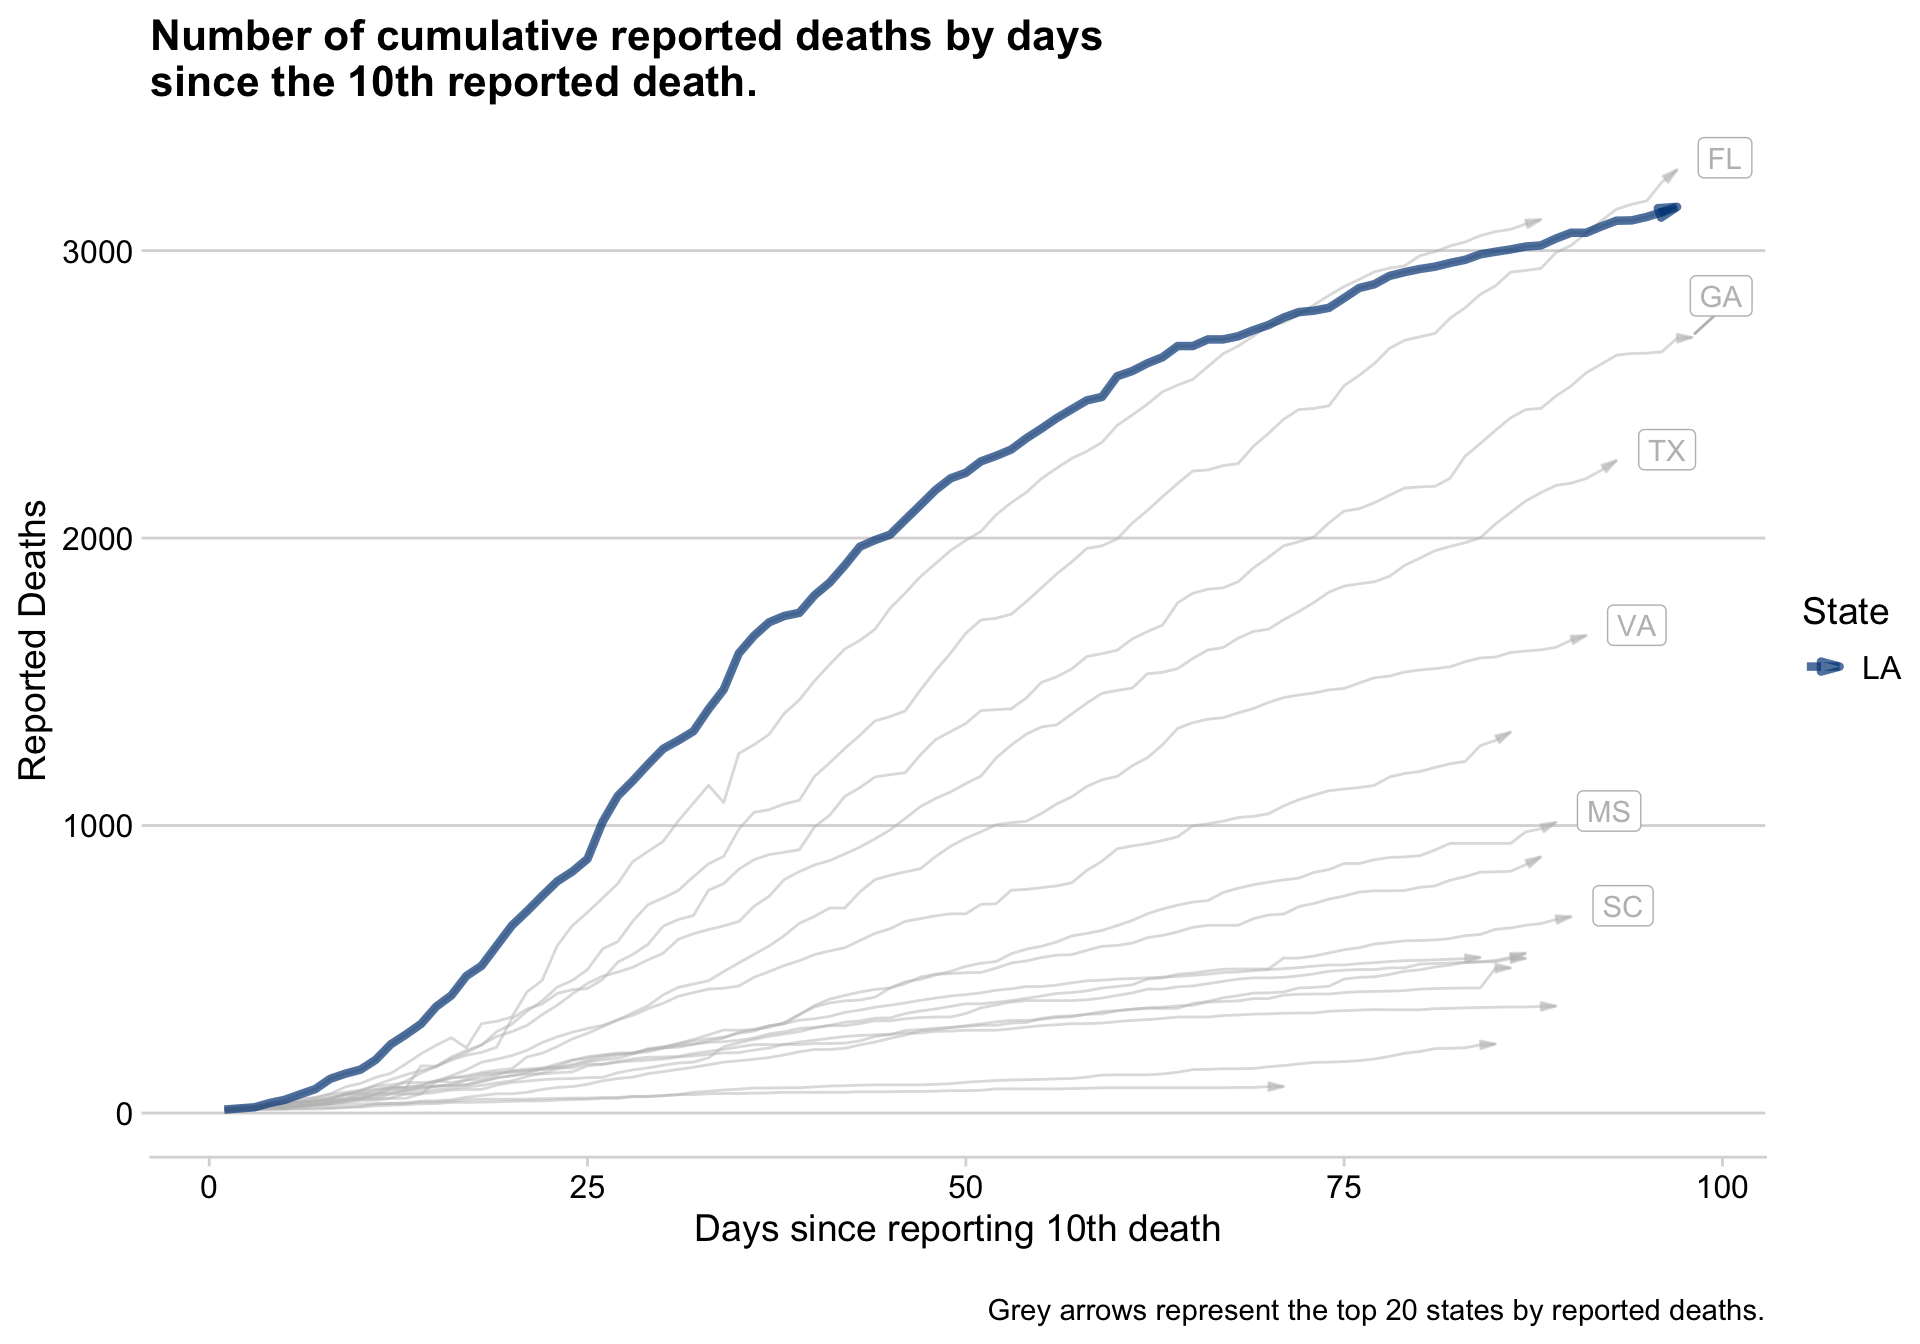 Number of cumulative reported deaths by days
since the 10th reported death.
FL
GA
TX
VA
MS
SC
3000
2000
1000
0
Reported Deaths
0 25 50 75 100
Days since reporting 10th death
State
LA
Grey arrows represent the top 20 states by reported deaths.